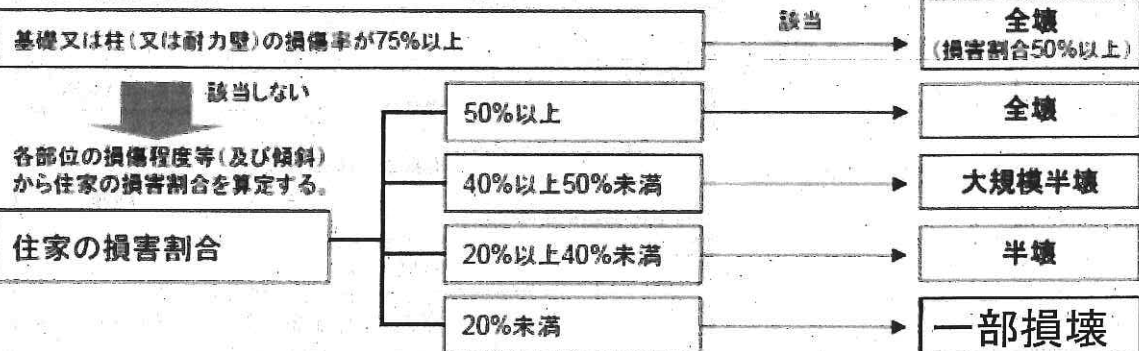 基礎又は柱(又は耐力壁)の損傷率が75%以上
該当
全壊
(損害割合50%以上)
該当しない
各部位の損傷程度等(及び傾斜)
から住家の損害割合を算定する。
住家の損害割合
50%以上
全壊
40%以上50%未満
大規模半壊
20%以上40%未満
半壊
20%未満
一部損壊